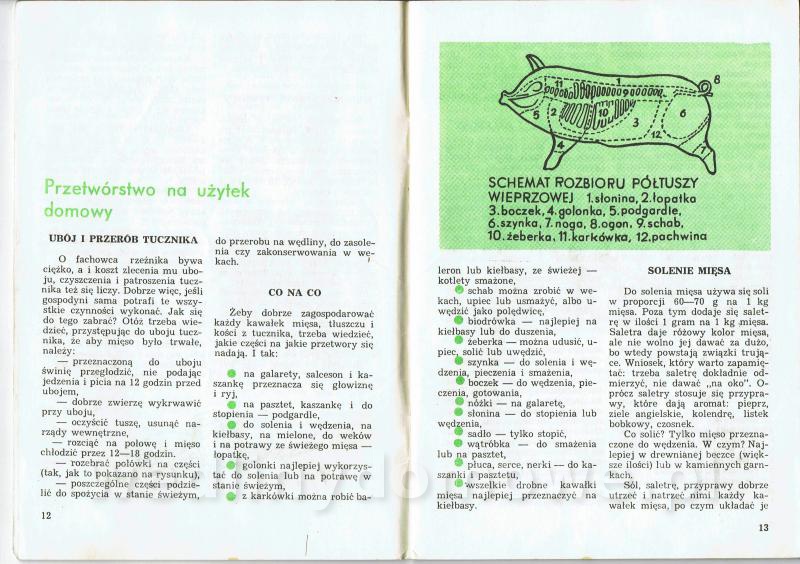 Przetwórstwo na użytek
domowy
UBÓJ I PRZERÓB TUCZNIKA
O fachowca rzeźnika bywa
ciężko, a i koszt zlecenia mu ubo-
ju, czyszczenia i patroszenia tucz-
nika też się liczy. Dobrze więc, jeśli
gospodyni sama potrafi te wszy-
stkie czynności wykonać. Jak się
do tego zabrać? Otóż trzeba wie-
dzieć, przystępując do uboju tucz-
nika, że aby mięso było trwałe,
należy:
— przeznaczoną do uboju
świnię przegłodzić, nie podając
jedzenia i picia na 12 godzin przed
ubojem,
— dobrze zwierzę wykrwawić
przy uboju,
— oczyścić tuszę, usunąć na-
rządy wewnętrzne,
— rozciąć na połowę i mięso
chłodzić przez 12—18 godzin.
— rozebrać połówki na części
(tak, jak to pokazano na rysunku),
— poszczególne części podzie-
lić do spożycia w stanie świeżym,
12
do przerobu na wędliny, do zasole-
nia czy zakonserwowania w we-
kach.
CO NA CO
Żeby dobrze zagospodarować
każdy kawałek mięsa, tłuszczu i
kości z tucznika, trzeba wiedzieć,
jakie części na jakie przetwory się
nadają. I tak:
na galarety, salceson i ka-
szankę przeznacza się głowiznę
i ryj,
na pasztet, kaszankę i do
stopienia — podgardle,
do solenia i wędzenia, na
kiełbasy, na mielone, do weków
i na potrawy ze świeżego mięsa —
łopatkę,
golonki najlepiej wykorzys-
tać do solenia lub na potrawę w
stanie świeżym,
z karkówki można robić ba-
1
2
3
4
5
6
7
8
9
10
11
12
SCHEMAT ROZBIORU PÓŁTUSZY
WIEPRZOWEJ 1.słonina, 2.łopatka
3.boczek, 4.golonka, 5.podgardle,
6.szynka, 7.noga, 8.ogon, 9.schab,
10.żeberka, 11.karkówka, 12.pachwina
leron lub kiełbasy, ze świeżej —
kotlety smażone,
schab można zrobić w we-
kach, upiec lub usmażyć, albo u-
wędzić jako polędwicę,
biodrówka — najlepiej na
kiełbasy lub do duszenia,
żeberka — można udusić, u-
piec, solić lub uwędzić,
szynka — do solenia i wę-
dzenia, pieczenia i smażenia,
boczek — do wędzenia, pie-
czenia, gotowania,
nóżki — na galaretę,
słonina — do stopienia lub
wędzenia,
sadło — tylko stopić,
wątróbka — do smażenia
lub na pasztet,
płuca, serce, nerki — do ka-
szanki i pasztetu,
wszelkie drobne kawałki
mięsa najlepiej przeznaczyć na
kiełbasy.
SOLENIE MIĘSA
Do solenia mięsa używa się soli
w proporcji 60—70 g na 1 kg
mięsa. Poza tym dodaje się salet-
rę w ilości 1 gram na 1 kg mięsa.
Saletra daje różowy kolor mięsa,
ale nie wolno jej dawać za dużo,
bo wtedy powstają związki trują-
ce. Wniosek, który warto zapamię-
tać: trzeba saletrę dokładnie od-
mierzyć, nie dawać „na oko". O-
prócz saletry stosuje się przypra-
wy, które dają aromat: pieprz,
ziele angielskie, kolendrę, listek
bobkowy, czosnek.
Co solić? Tylko mięso przezna-
czone do wędzenia. W czym? Naj-
lepiej w drewnianej beczce (więk-
sze ilości) lub w kamiennych garn-
kach.
Sól, saletrę, przyprawy dobrze
utrzeć i natrzeć nimi każdy ka-
wałek mięsa, po czym układać je
13